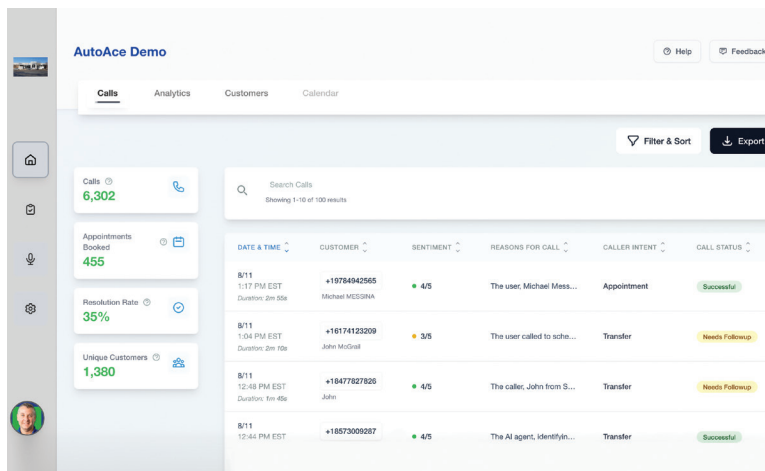 AutoAce Demo
Help
Feedback
Calls
Analytics
Customers
Calendar
Filter & Sort
Export
Calls
6,302
Appointments
Booked
455
Resolution Rate
35%
Unique Customers
1,380
Search Calls
Showing 1-10 of 100 results
DATE & TIME CUSTOMER SENTIMENT REASONS FOR CALL CALLER INTENT CALL STATUS
8/11
1:17 PM EST
Duration: 2m 55s
+19784942565
Michael MESSINA
4/5
The user, Michael Mess...
Appointment
Successful
8/11
1:04 PM EST
Duration: 2m 10s
+16174123209
John McGrail
3/5
The user called to sche...
Transfer
Needs Followup
8/11
12:48 PM EST
Duration: 1m 45s
+18477827826
John
4/5
The caller, John from S...
Transfer
Needs Followup
8/11
12:44 PM EST
+18573009287
4/5
The AI agent, identifyin...
Transfer
Successful